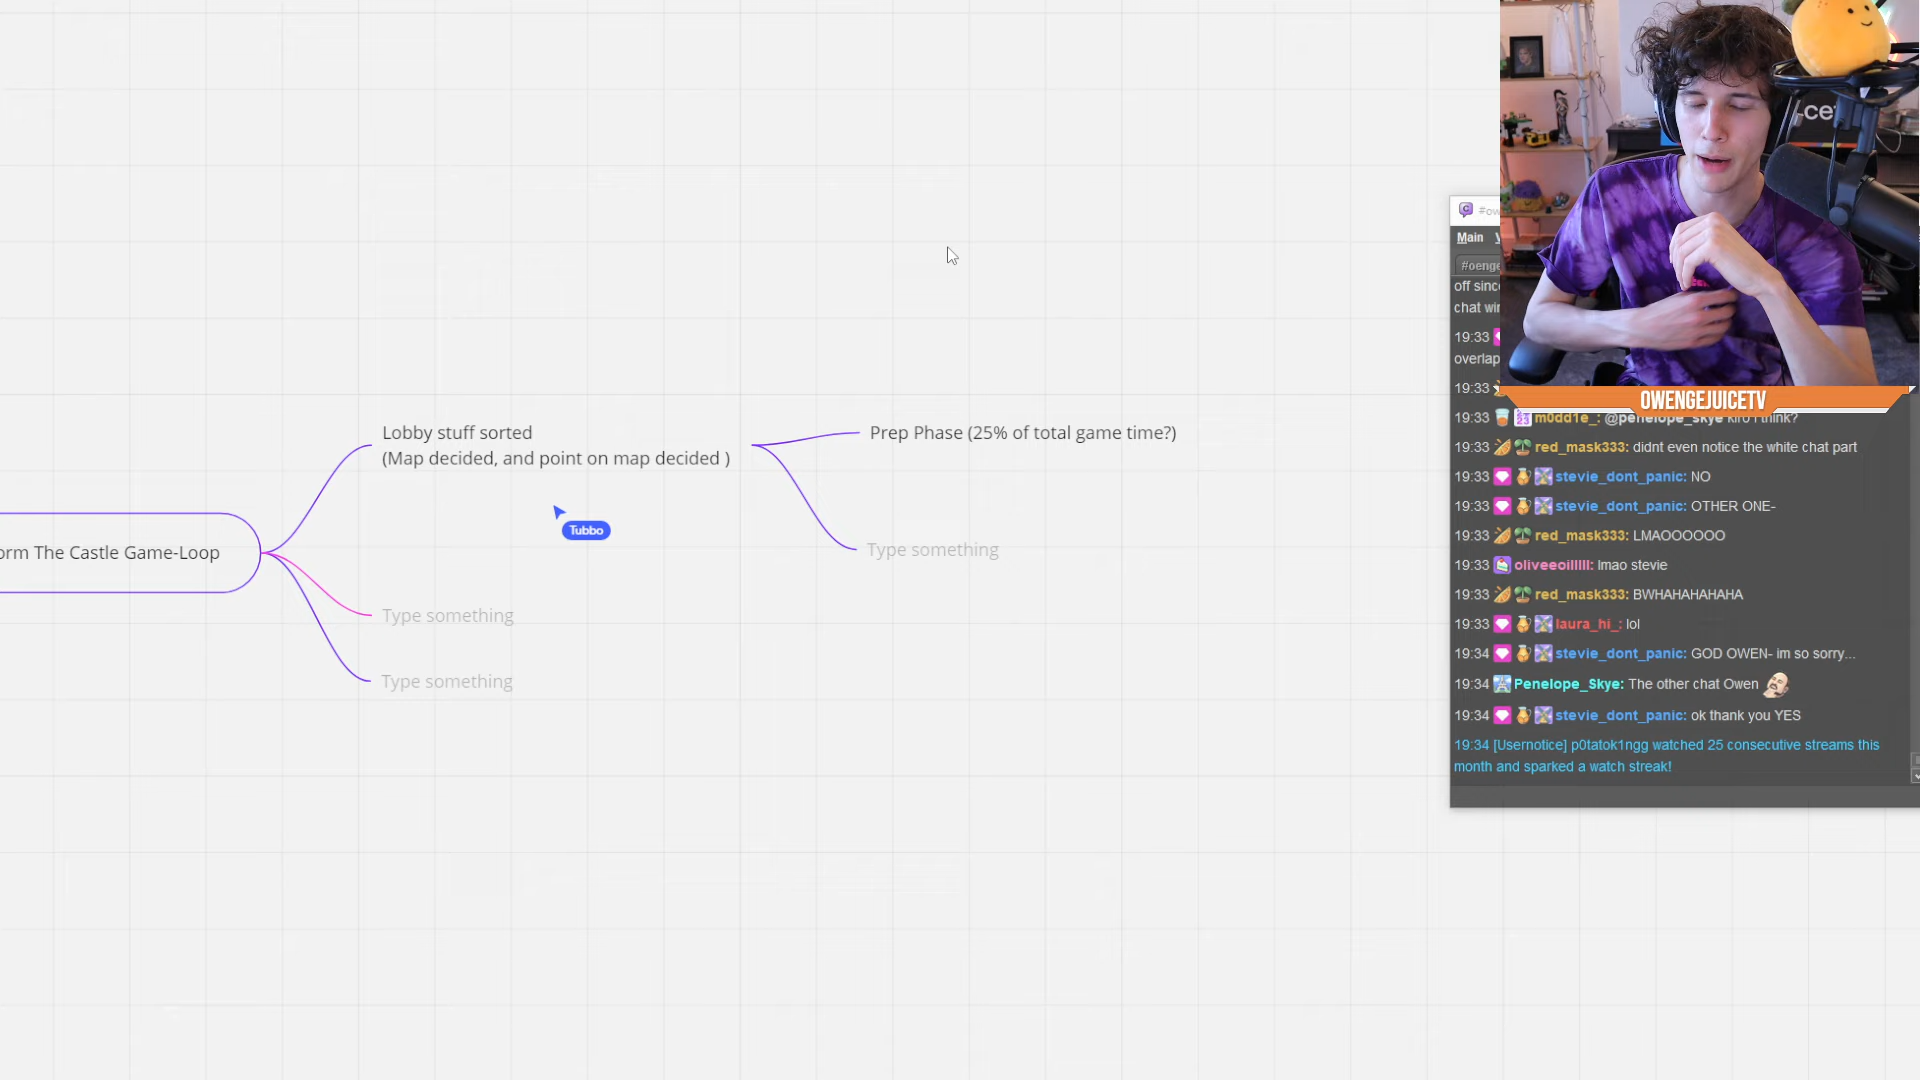 orm The Castle Game-Loop
Lobby stuff sorted
(Map decided, and point on map decided )
Tubbo
Type something
Type something
Prep Phase (25% of total game time?)
Type something
OWENGEJUICETV
Main
#oenge
off sinc
chat wi
19:33
overlap
19:33
19:33 m0dd1e_: @penelope_skye kiro i think?
19:33 red_mask333: didnt even notice the white chat part
19:33 stevie_dont_panic: NO
19:33 stevie_dont_panic: OTHER ONE-
19:33 red_mask333: LMAOOOOOO
19:33 oliveeoilllll: lmao stevie
19:33 red_mask333: BWHAHAHAHAHA
19:33 laura_hi_: lol
19:34 stevie_dont_panic: GOD OWEN- im so sorry...
19:34 Penelope_Skye: The other chat Owen
19:34 stevie_dont_panic: ok thank you YES
19:34 [Usernotice] p0tatok1ngg watched 25 consecutive streams this
month and sparked a watch streak!